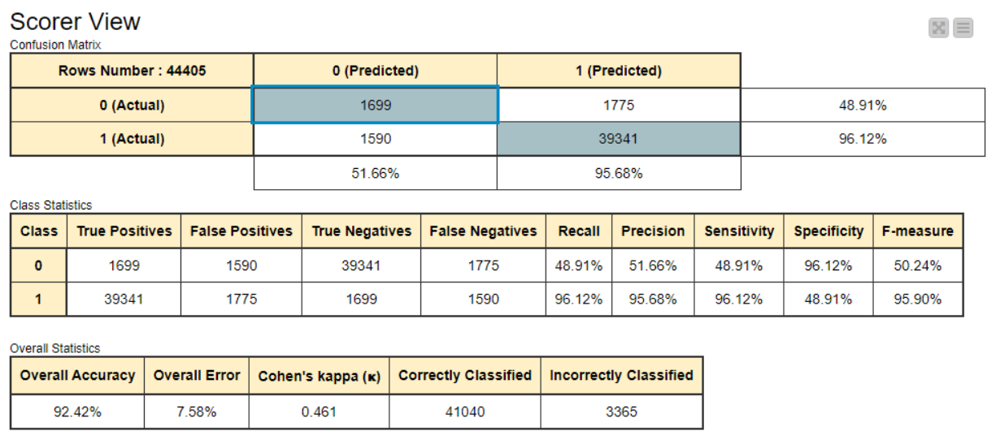 Scorer View
Confusion Matrix
Rows Number : 44405 0 (Predicted) 1 (Predicted)
0 (Actual) 1699 1775 48.91%
1 (Actual) 1590 39341 96.12%
51.66% 95.68%
Class Statistics
Class True Positives False Positives True Negatives False Negatives Recall Precision Sensitivity Specificity F-measure
0 1699 1590 39341 1775 48.91% 51.66% 48.91% 96.12% 50.24%
1 39341 1775 1699 1590 96.12% 95.68% 96.12% 48.91% 95.90%
Overall Statistics
Overall Accuracy Overall Error Cohen's kappa (κ) Correctly Classified Incorrectly Classified
92.42% 7.58% 0.461 41040 3365